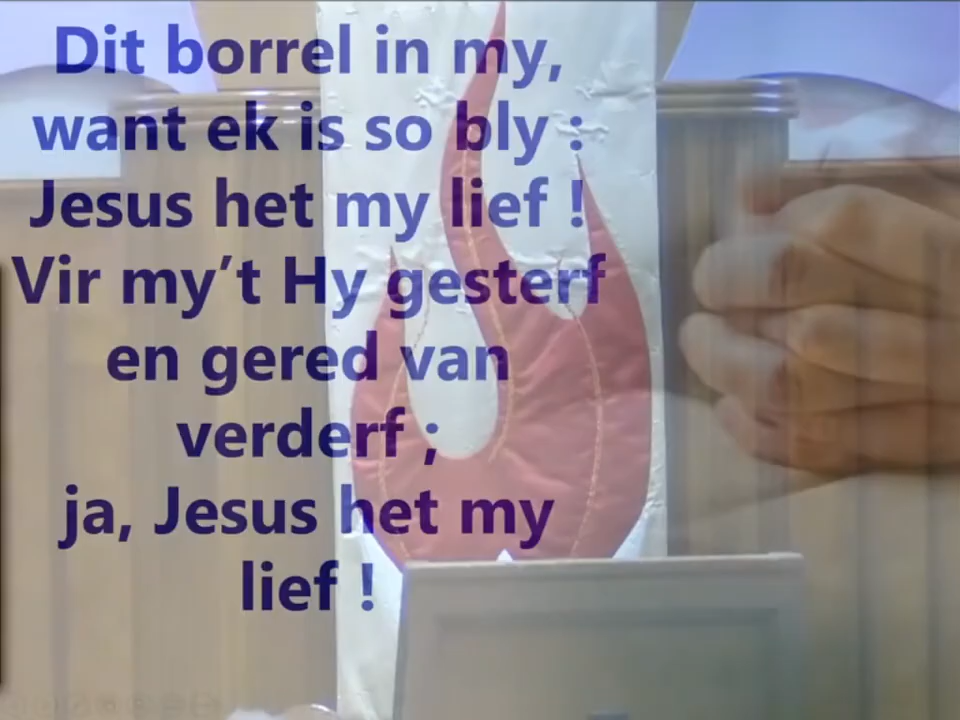 Dit borrel in my,
want ek is so bly :
Jesus het my lief !
Vir my’t Hy gesterf
en gered van
verderf ;
ja, Jesus het my
lief !